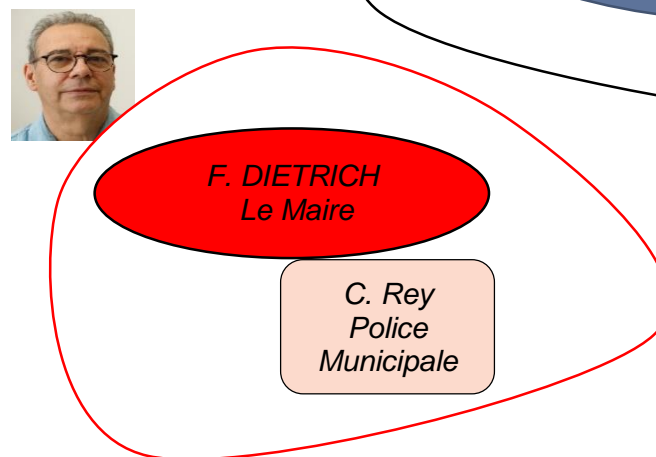 F. DIETRICH
Le Maire
C. Rey
Police
Municipale